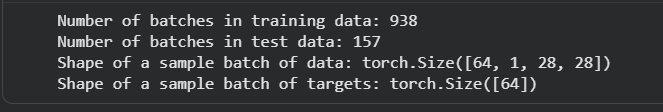 Number of batches in training data: 938
Number of batches in test data: 157
Shape of a sample batch of data: torch.Size([64, 1, 28, 28])
Shape of a sample batch of targets: torch.Size([64])